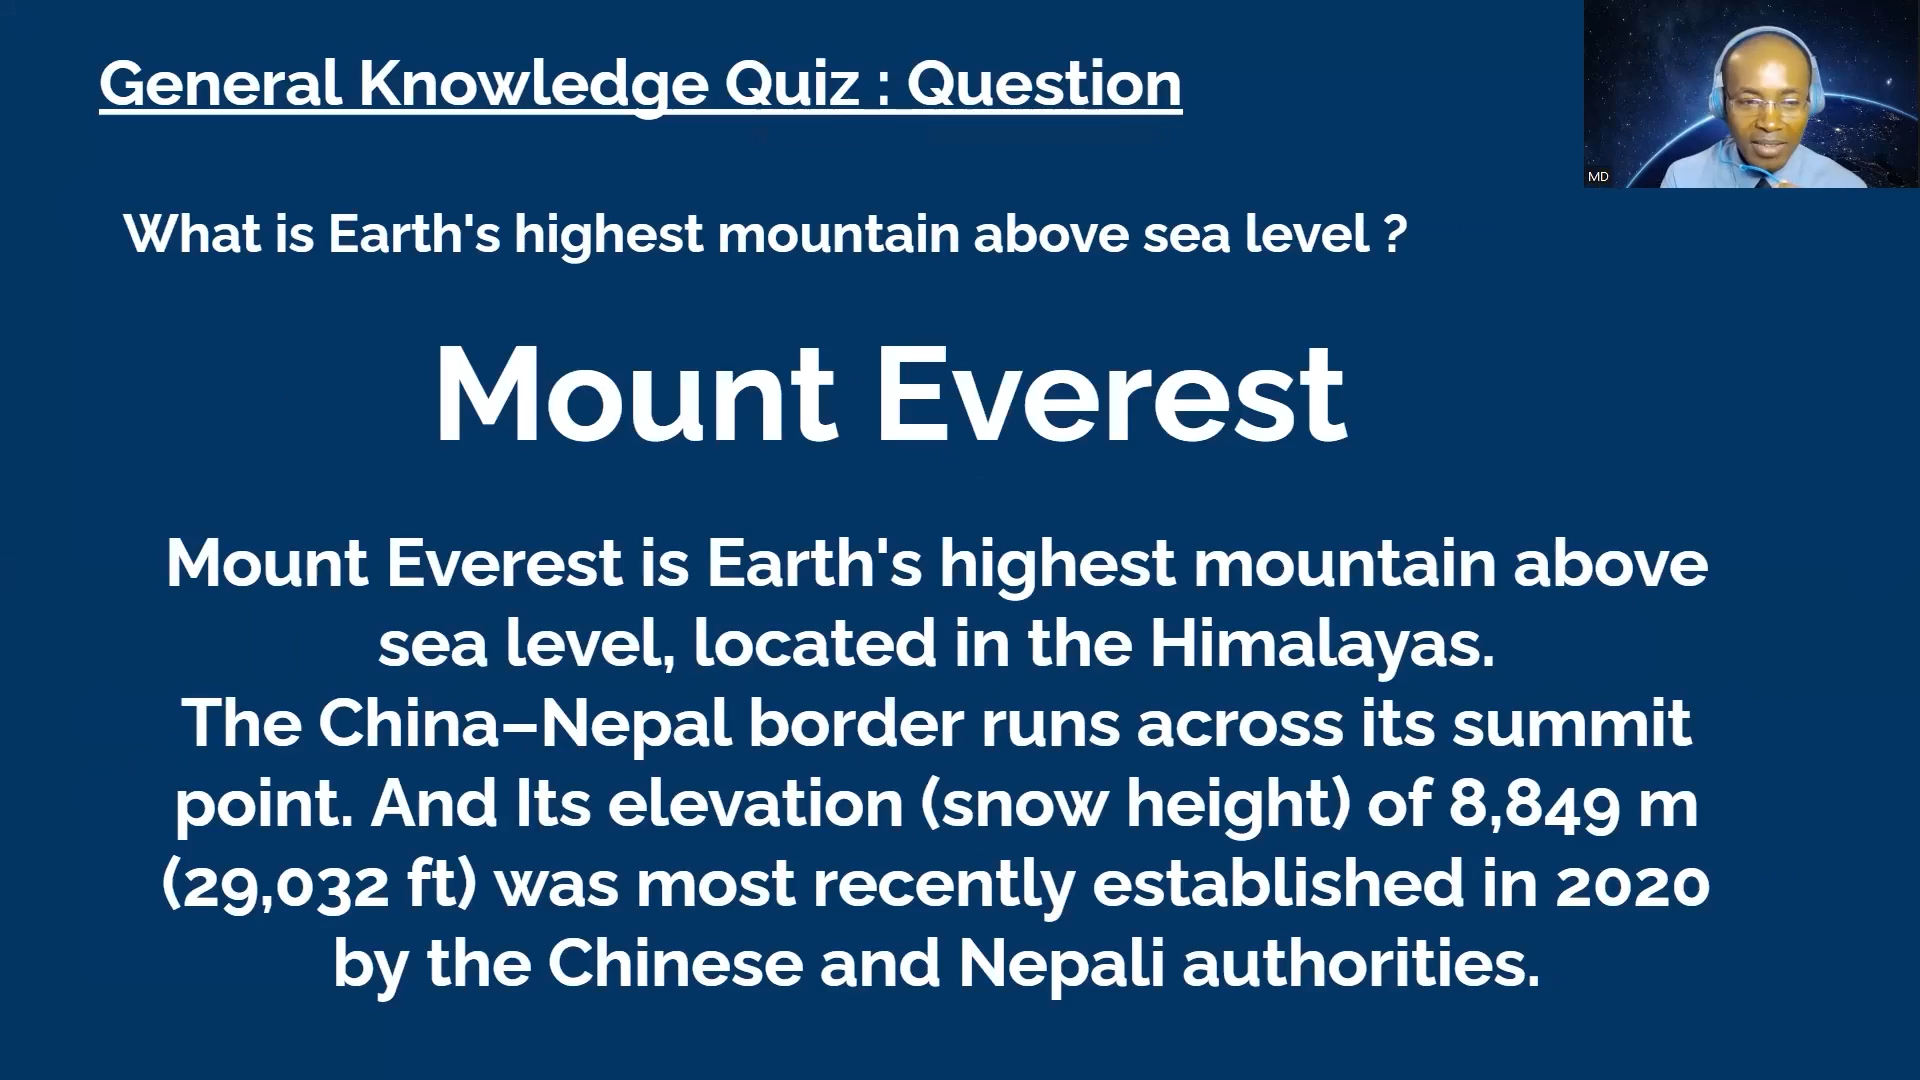 General Knowledge Quiz : Question
MD
What is Earth's highest mountain above sea level ?
Mount Everest
Mount Everest is Earth's highest mountain above
sea level, located in the Himalayas.
The China–Nepal border runs across its summit
point. And Its elevation (snow height) of 8,849 m
(29,032 ft) was most recently established in 2020
by the Chinese and Nepali authorities.